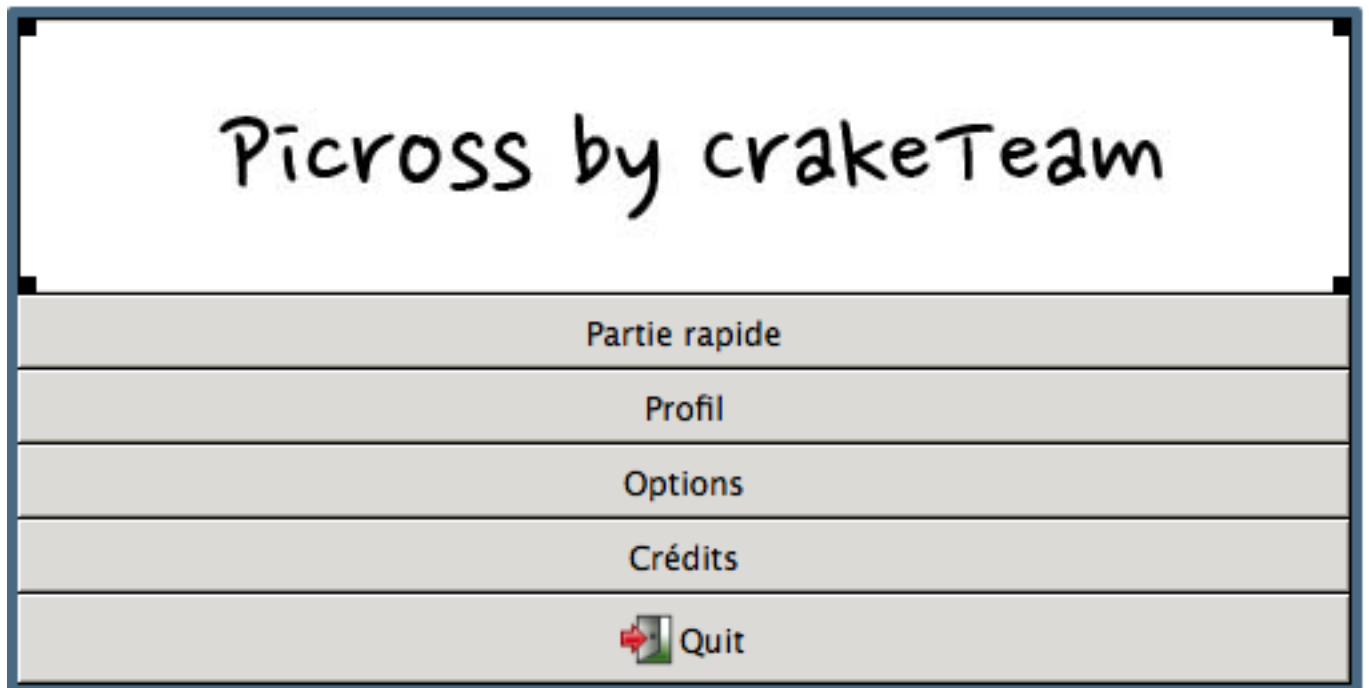 Picross by crakeTeam
Partie rapide
Profil
Options
Crédits
Quit